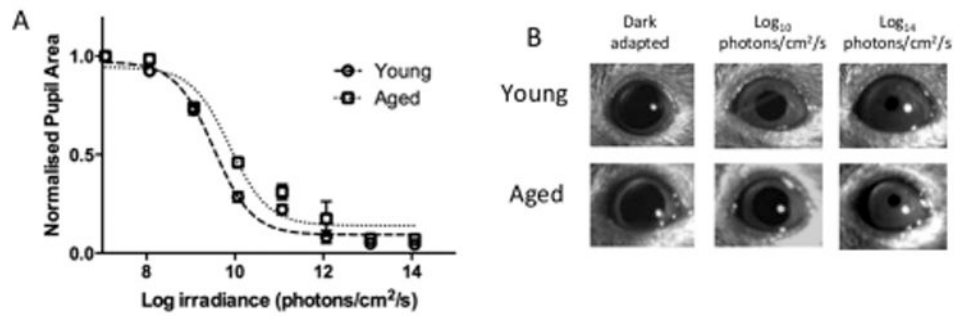 A
Normalised Pupil Area
1.0
0.5
0.0
8 10 12 14
Log irradiance (photons/cm²/s)
Young
Aged
B
Dark
adapted
Log₁₀
photons/cm²/s
Log₁₄
photons/cm²/s
Young
Aged